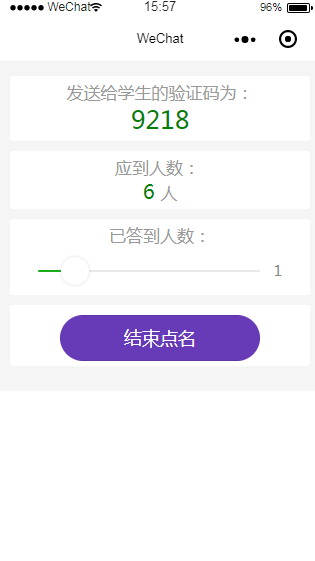 WeChat 15:57 96%
WeChat
发送给学生的验证码为：
9218
应到人数：
6 人
已答到人数：
1
结束点名